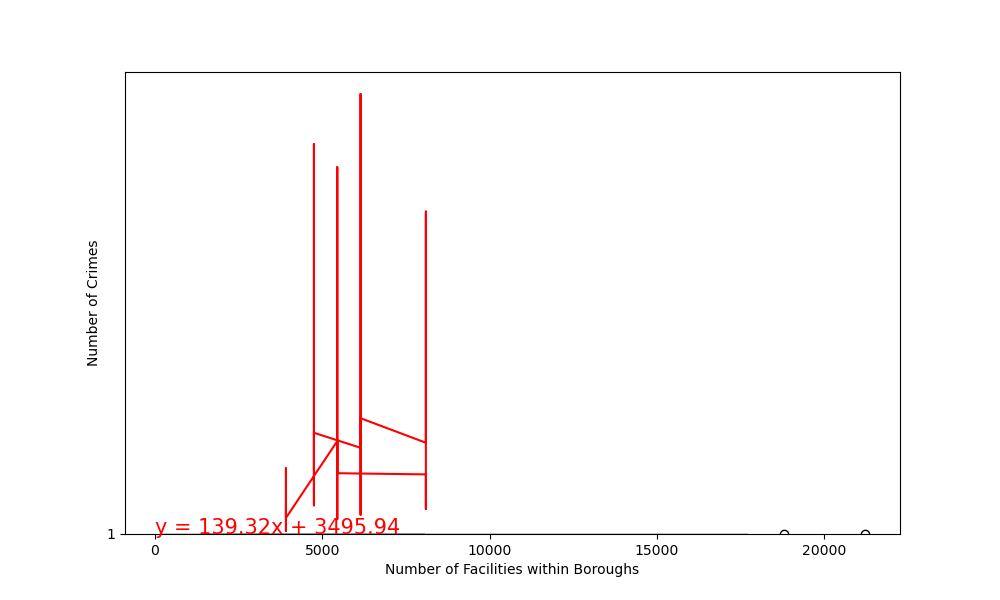 Number of Crimes
1
y = 139.32x + 3495.94
0 5000 10000 15000 20000
Number of Facilities within Boroughs